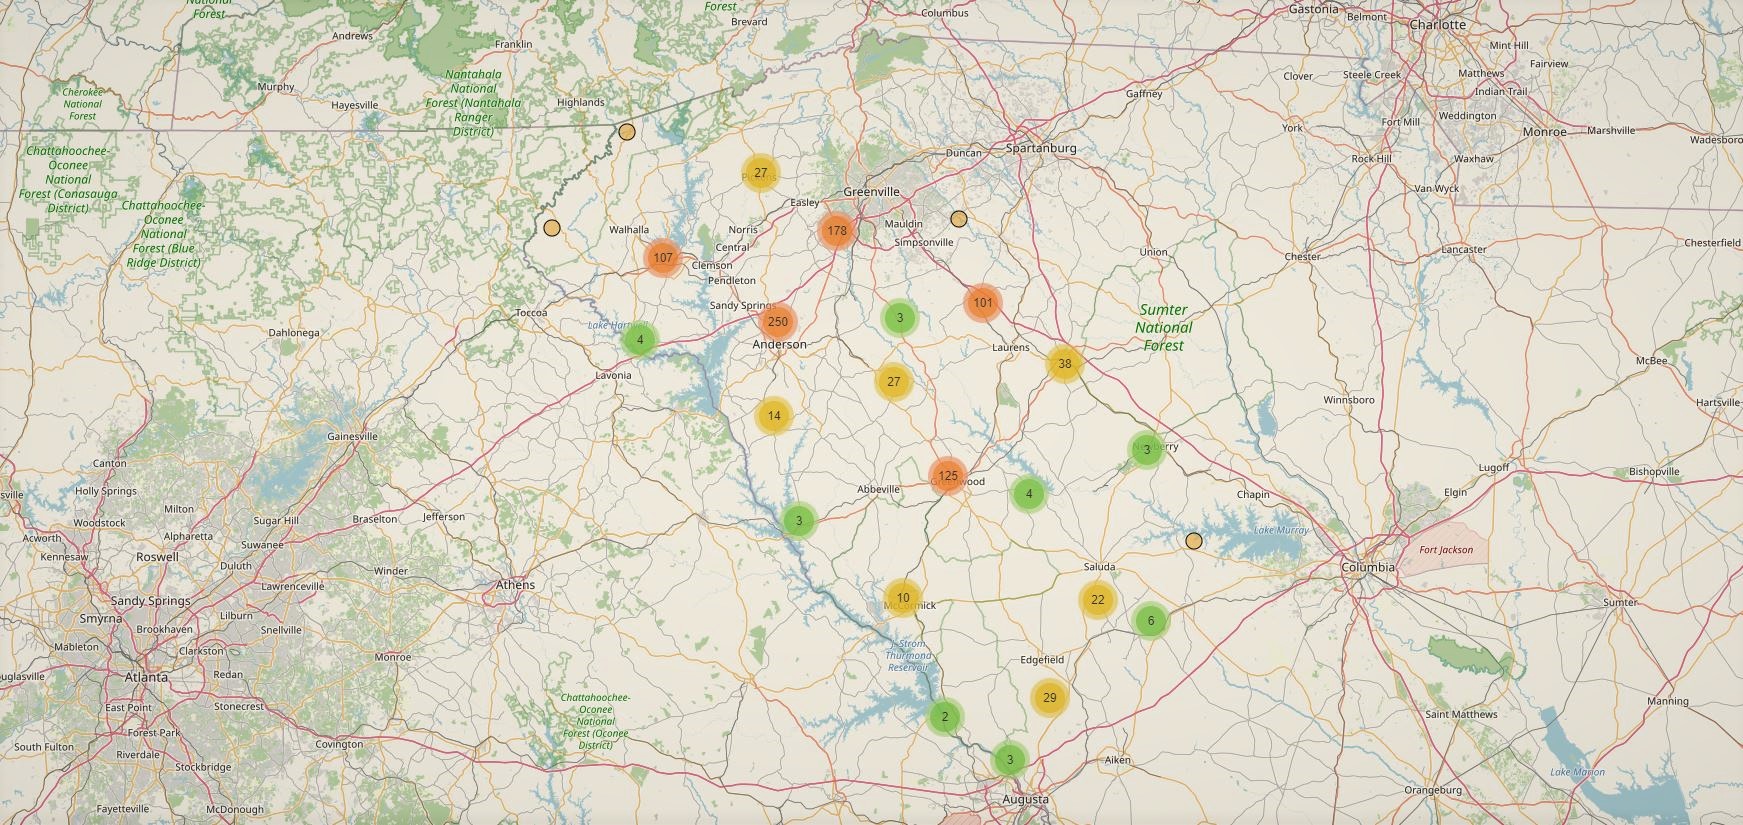 National
Forest
Forest
Brevard
Columbus
Gastonia
Belmont
Charlotte
Andrews
Franklin
Mint Hill
Fairview
Nantahala
National
Forest (Nantahala
Ranger
District)
Murphy
Hayesville
Highlands
Cherokee
National
Forest
Clover
Steele Creek
Matthews
Indian Trail
Gaffney
Weddington
York
Fort Mill
Monroe
Marshville
Wadesboro
Chattahoochee-
Oconee
National
Forest (Conasauga
District)
Duncan
Spartanburg
Rock Hill
Waxhaw
27
Greenville
Van Wyck
Chattahoochee-
Oconee
National
Forest (Blue
Ridge District)
Easley
Walhalla
Norris
178
Mauldin
Simpsonville
Central
Union
Lancaster
Chesterfield
107
Clemson
Chester
Pendleton
Sandy Springs
101
Toccoa
Lake Hartwell
250
3
Sumter
National
Forest
Dahlonega
4
Anderson
Laurens
McBee
Lavonia
38
27
Winnsboro
Hartsville
14
Gainesville
3
Canton
Lugoff
Bishopville
Holly Springs
125
Abbeville
4
Chapin
Elgin
sville
Woodstock
Milton
Sugar Hill
Braselton
Jefferson
3
Lake Murray
Acworth
Alpharetta
Suwanee
Kennesaw
Roswell
Duluth
Winder
Athens
Saluda
Columbia
Fort Jackson
Lawrenceville
Sandy Springs
10
McCormick
22
Sumter
Smyrna
Lilburn
6
Brookhaven
Snellville
Mableton
Clarkston
Monroe
Strom
Thurmond
Reservoir
Edgefield
uglasville
Atlanta
Redan
29
Manning
East Point
Stonecrest
Chattahoochee-
Oconee
National
Forest (Oconee
District)
2
Saint Matthews
Forest Park
South Fulton
Riverdale
Covington
3
Aiken
Stockbridge
Lake Marion
Augusta
Orangeburg
Fayetteville
McDonough